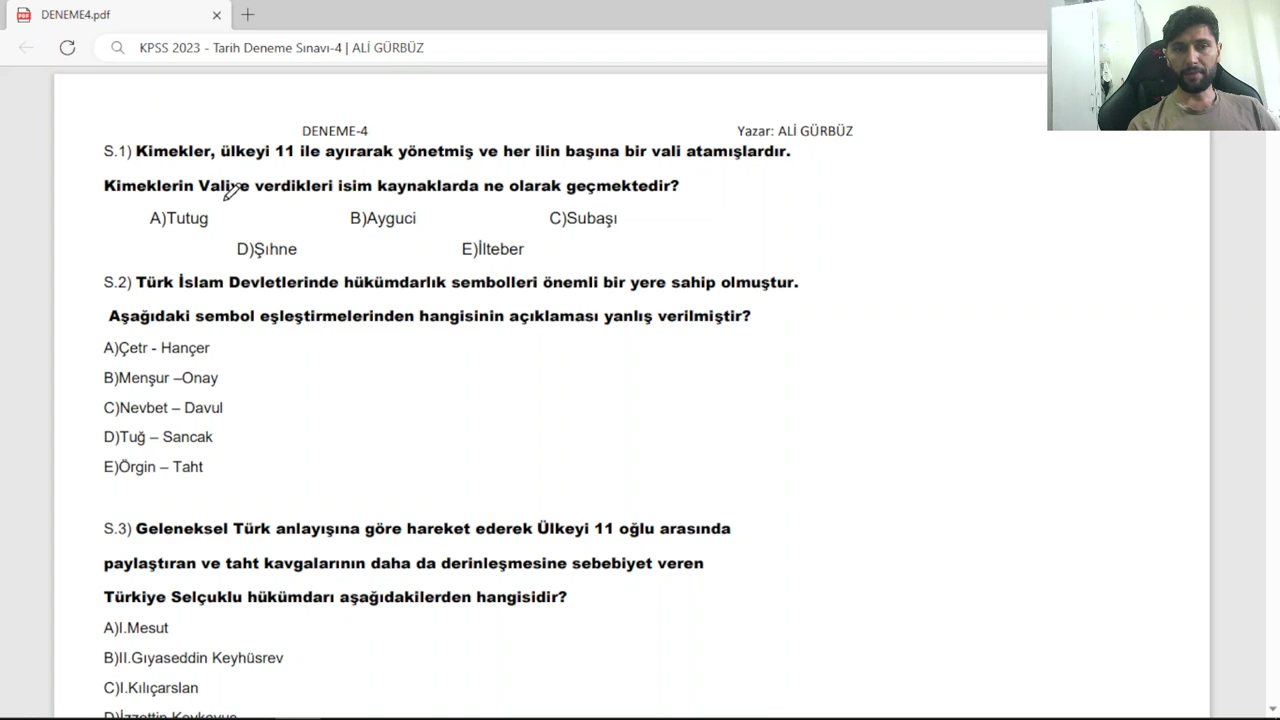 DENEME4.pdf
KPSS 2023 - Tarih Deneme Sınavı-4 | ALİ GÜRBÜZ
DENEME-4 Yazar: ALİ GÜRBÜZ
S.1) Kimekler, ülkeyi 11 ile ayırarak yönetmiş ve her ilin başına bir vali atamışlardır.
Kimeklerin Valiye verdikleri isim kaynaklarda ne olarak geçmektedir?
A)Tutug B)Ayguci C)Subaşı
D)Şıhne E)İlteber
S.2) Türk İslam Devletlerinde hükümdarlık sembolleri önemli bir yere sahip olmuştur.
Aşağıdaki sembol eşleştirmelerinden hangisinin açıklaması yanlış verilmiştir?
A)Çetr - Hançer
B)Menşur –Onay
C)Nevbet – Davul
D)Tuğ – Sancak
E)Örgin – Taht
S.3) Geleneksel Türk anlayışına göre hareket ederek Ülkeyi 11 oğlu arasında
paylaştıran ve taht kavgalarının daha da derinleşmesine sebebiyet veren
Türkiye Selçuklu hükümdarı aşağıdakilerden hangisidir?
A)I.Mesut
B)II.Gıyaseddin Keyhüsrev
C)I.Kılıçarslan
D)İzzettin Keykavus